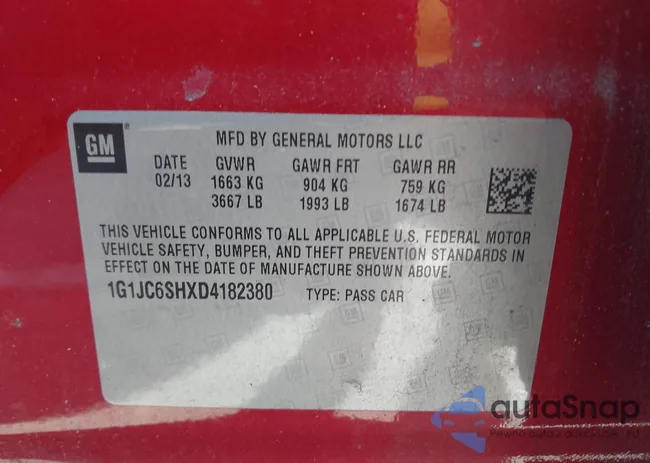 GM
MFD BY GENERAL MOTORS LLC
DATE GVWR GAWR FRT GAWR RR
02/13 1663 KG 904 KG 759 KG
3667 LB 1993 LB 1674 LB
THIS VEHICLE CONFORMS TO ALL APPLICABLE U.S. FEDERAL MOTOR
VEHICLE SAFETY, BUMPER, AND THEFT PREVENTION STANDARDS IN
EFFECT ON THE DATE OF MANUFACTURE SHOWN ABOVE.
1G1JC6SHXD4182380 TYPE: PASS CAR
autaSnap